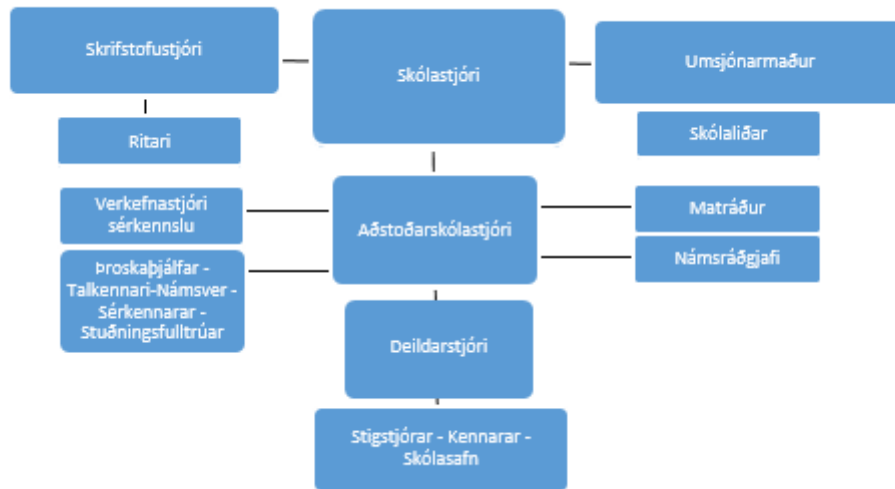 Skrifstofustjóri
Skólastjóri
Umsjónarmaður
Ritari
Skólaliðar
Verkefnastjóri
sérkennslu
Aðstoðarskólastjóri
Matráður
Námsráðgjafi
Þroskaþjálfar -
Talkennari-Námsver -
Sérkennarar -
Stuðningsfulltrúar
Deildarstjóri
Stigstjórar - Kennarar -
Skólasafn